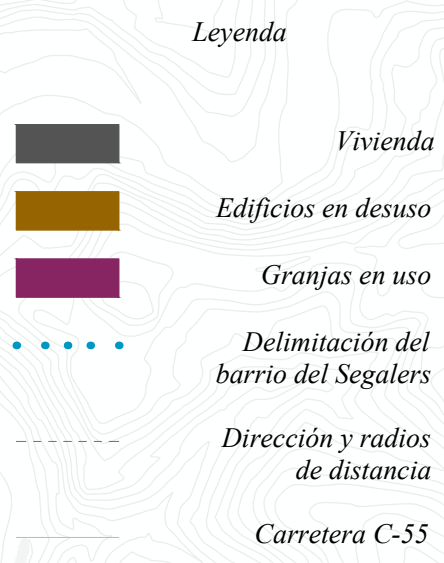 Leyenda
Vivienda
Edificios en desuso
Granjas en uso
Delimitación del
barrio del Segalers
Dirección y radios
de distancia
Carretera C-55